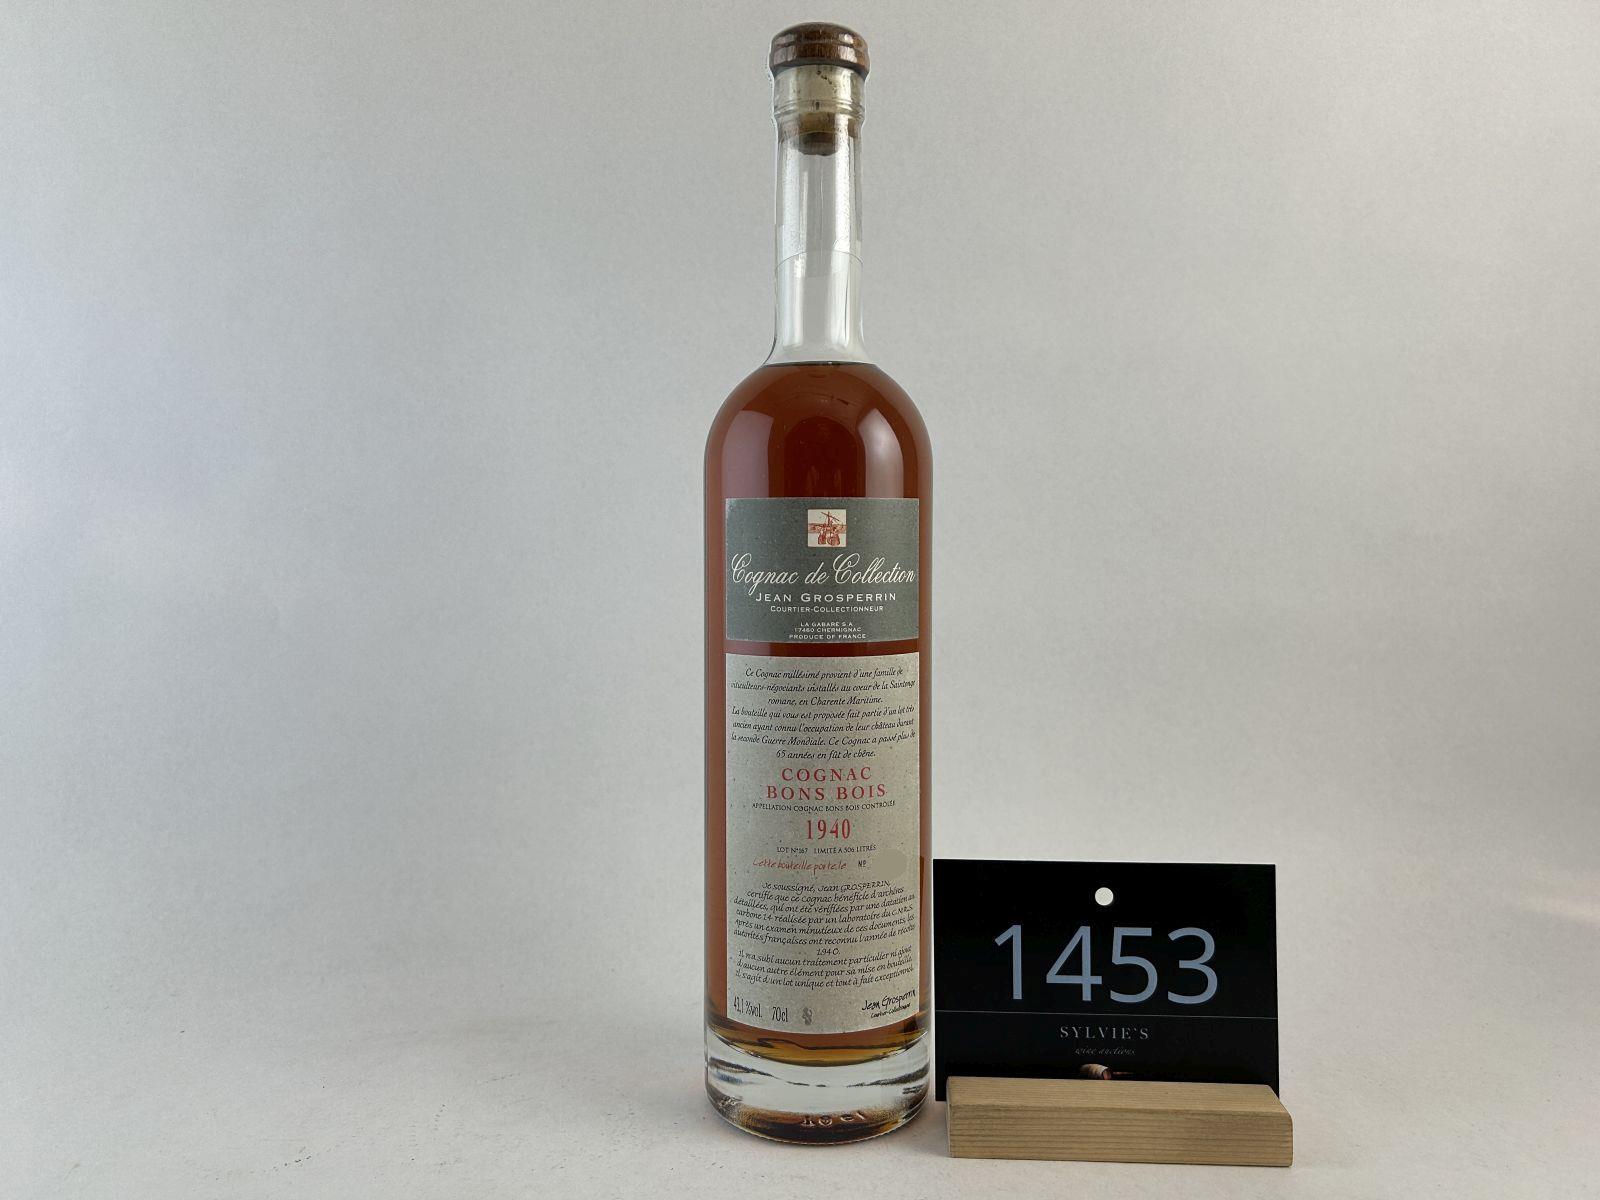 Cognac de Collection
JEAN GROSPERRIN
COURTIER-COLLECTIONNEUR
LA GABARE S.A.
17460 CHERMIGNAC
PRODUCE OF FRANCE
Ce Cognac millésimé provient d'une famille de
viticulteurs-négociants installés au coeur de la Saintonge
romane, en Charente Maritime.
La bouteille qui vous est proposée fait partie d'un lot très
ancien ayant connu l'occupation de leur château durant
la seconde Guerre Mondiale. Ce Cognac a passé plus de
65 années en fût de chêne.
COGNAC
BONS BOIS
APPELLATION COGNAC BONS BOIS CONTRÔLÉE
1940
LOT N°167 LIMITÉ A 506 LITRES
Cette bouteille porte le N°
Je soussigné, Jean GROSPERRIN,
certifie que ce Cognac bénéficie d'archives
détaillées, qui ont été vérifiées par une datation au
carbone 14 réalisée par un laboratoire du C.N.R.S.
Après un examen minutieux de ces documents, les
autorités françaises ont reconnu l'année de récolte
1940.
Il n'a subi aucun traitement particulier ni ajout
d'aucun autre élément pour sa mise en bouteille.
Il s'agit d'un lot unique et tout à fait exceptionnel.
Jean Grosperrin
Courtier-Collectionneur
43,1 %vol. 70cl
1453
SYLVIE'S
wine auctions